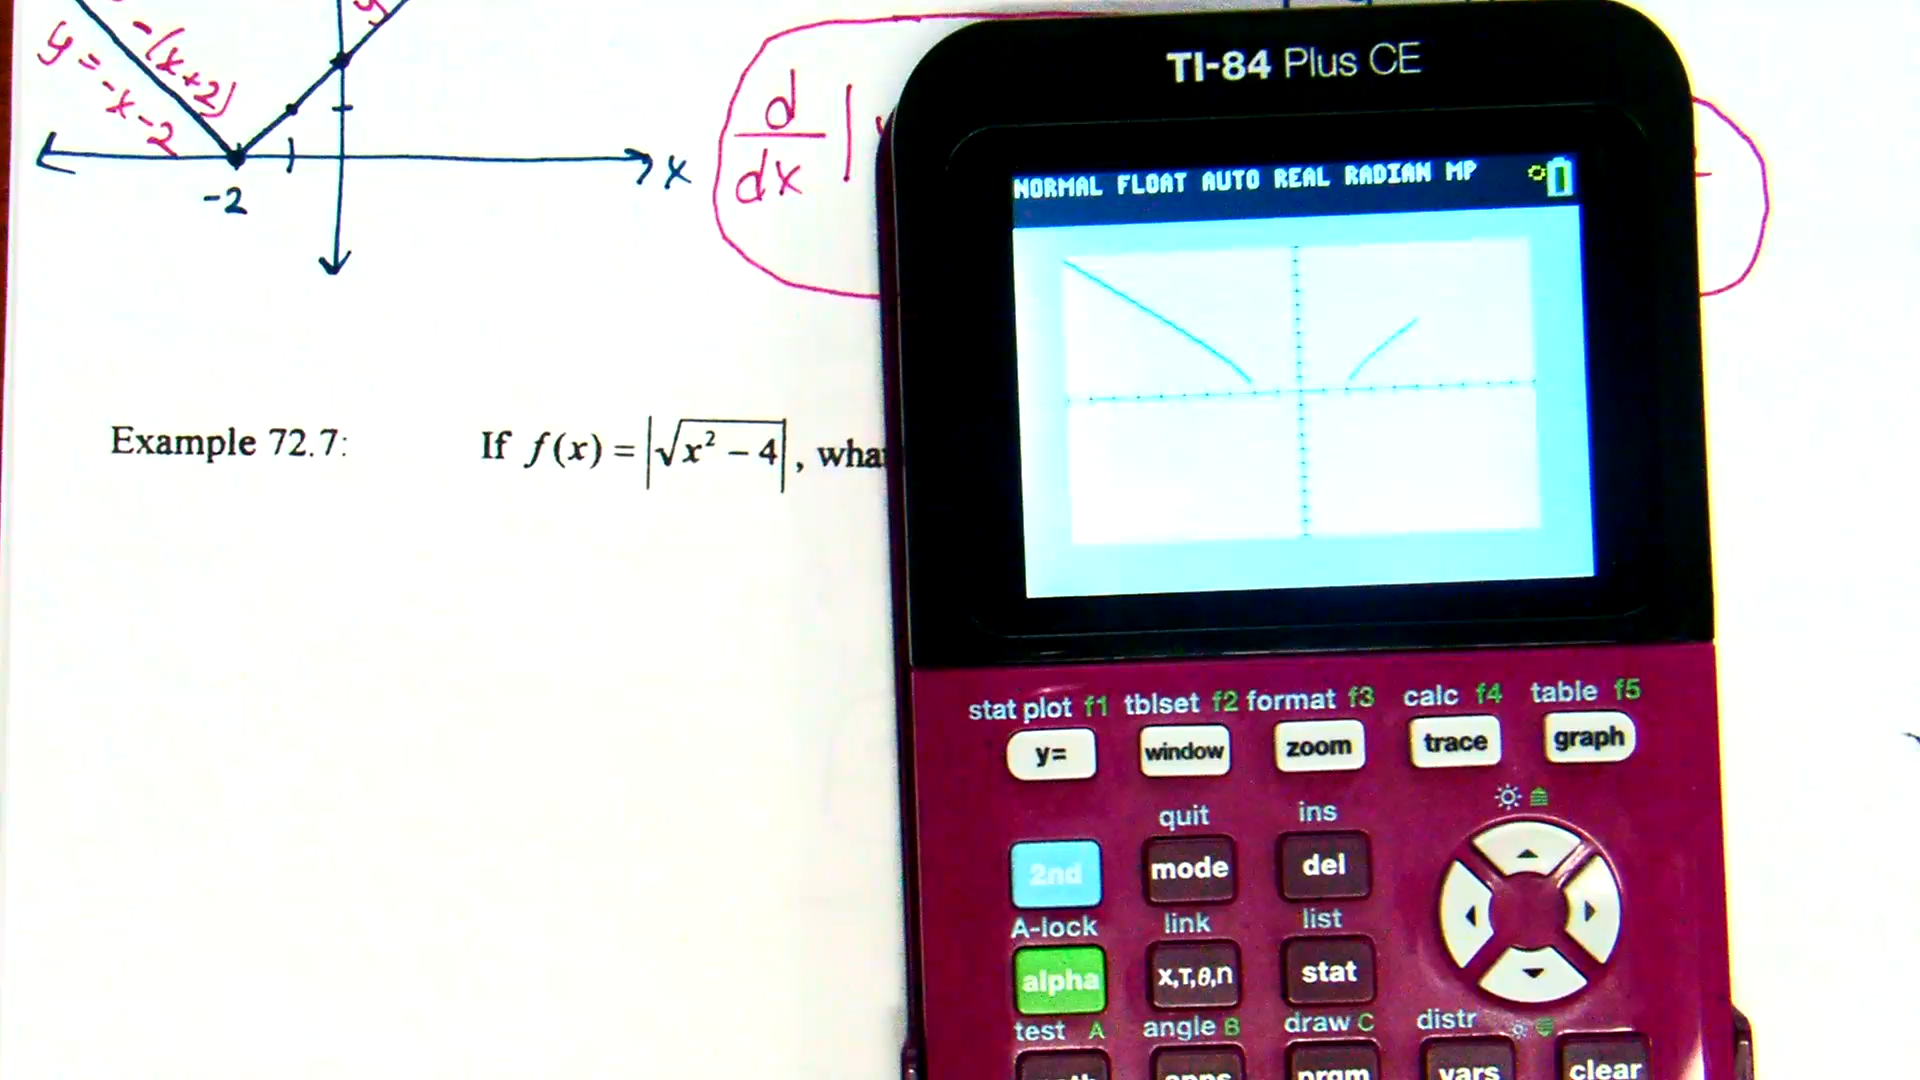 y = -(x+2)
y = -x-2
-2
x
d/dx |
Example 72.7: If f(x) = |√(x² − 4)|,
TI-84 Plus CE
NORMAL FLOAT AUTO REAL RADIAN MP
stat plot f1 tblset f2 format f3 calc f4 table f5
y= window zoom trace graph
quit ins
2nd mode del
A-lock link list
alpha X,T,θ,n stat
test A angle B draw C distr
vars clear